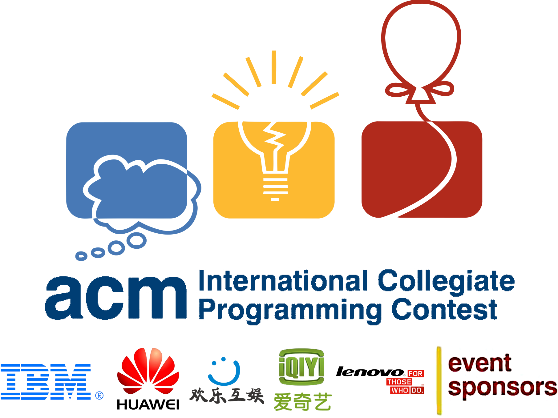 acm
International Collegiate
Programming Contest
IBM®
HUAWEI
欢乐互娱
iQIYI
爱奇艺
lenovo FOR
THOSE
WHO DO.
event
sponsors